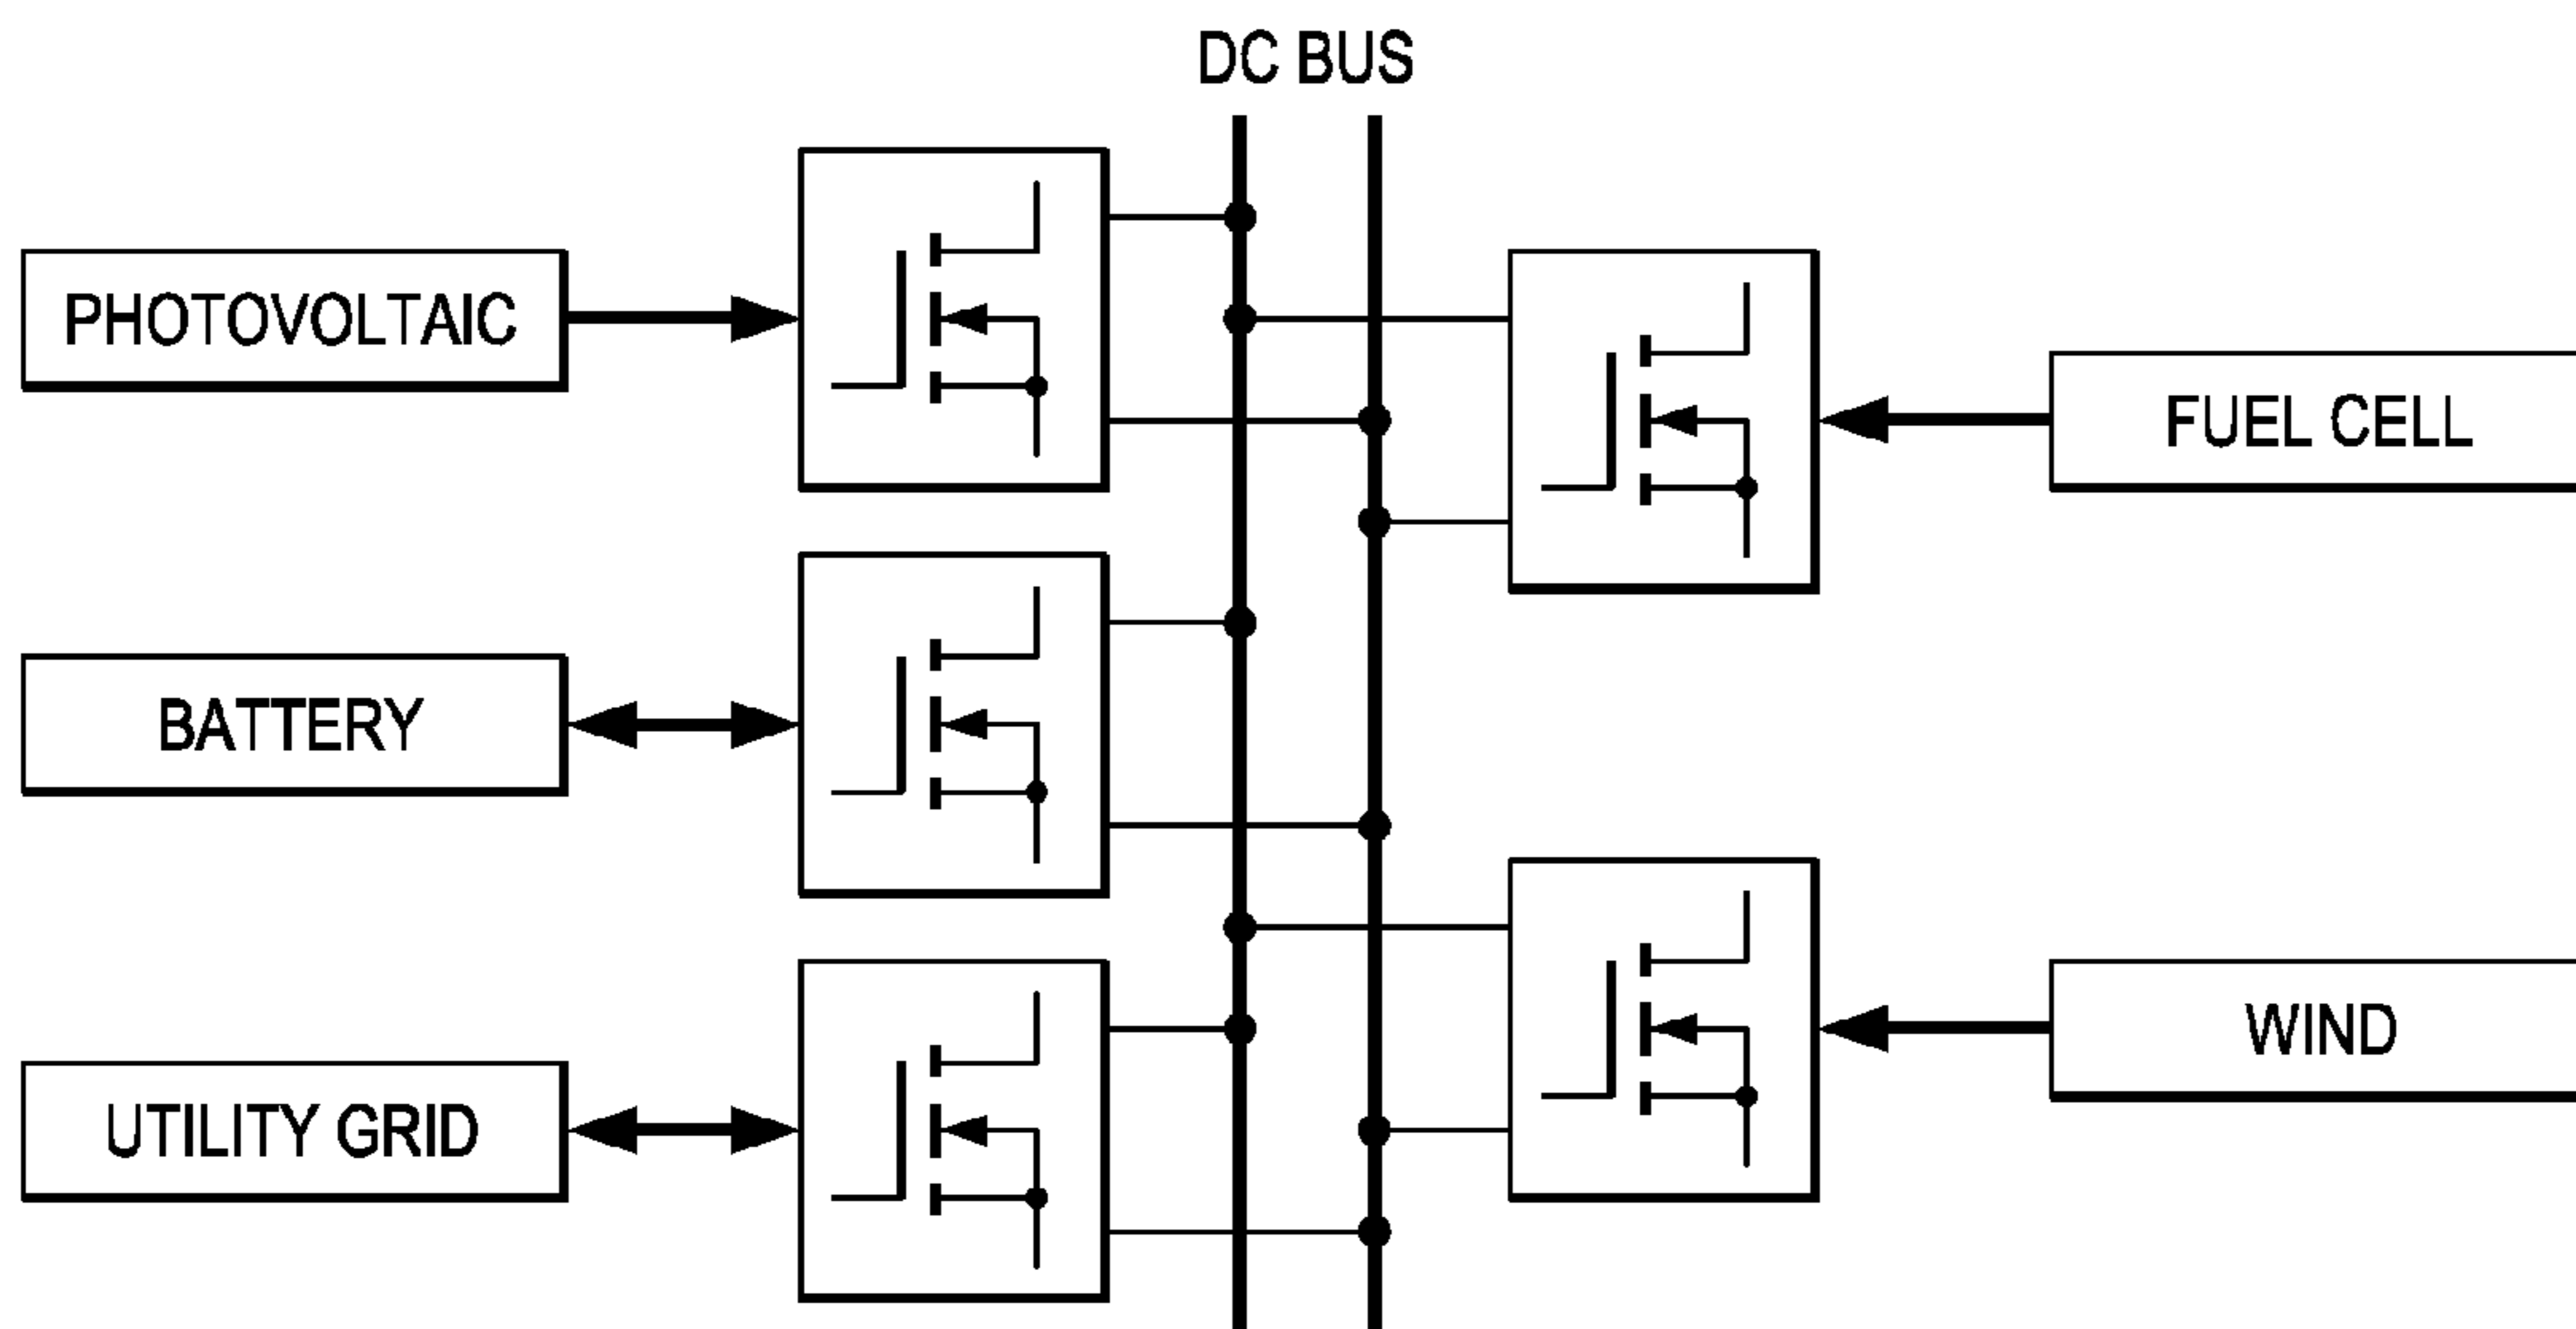 DC BUS
PHOTOVOLTAIC
FUEL CELL
BATTERY
WIND
UTILITY GRID